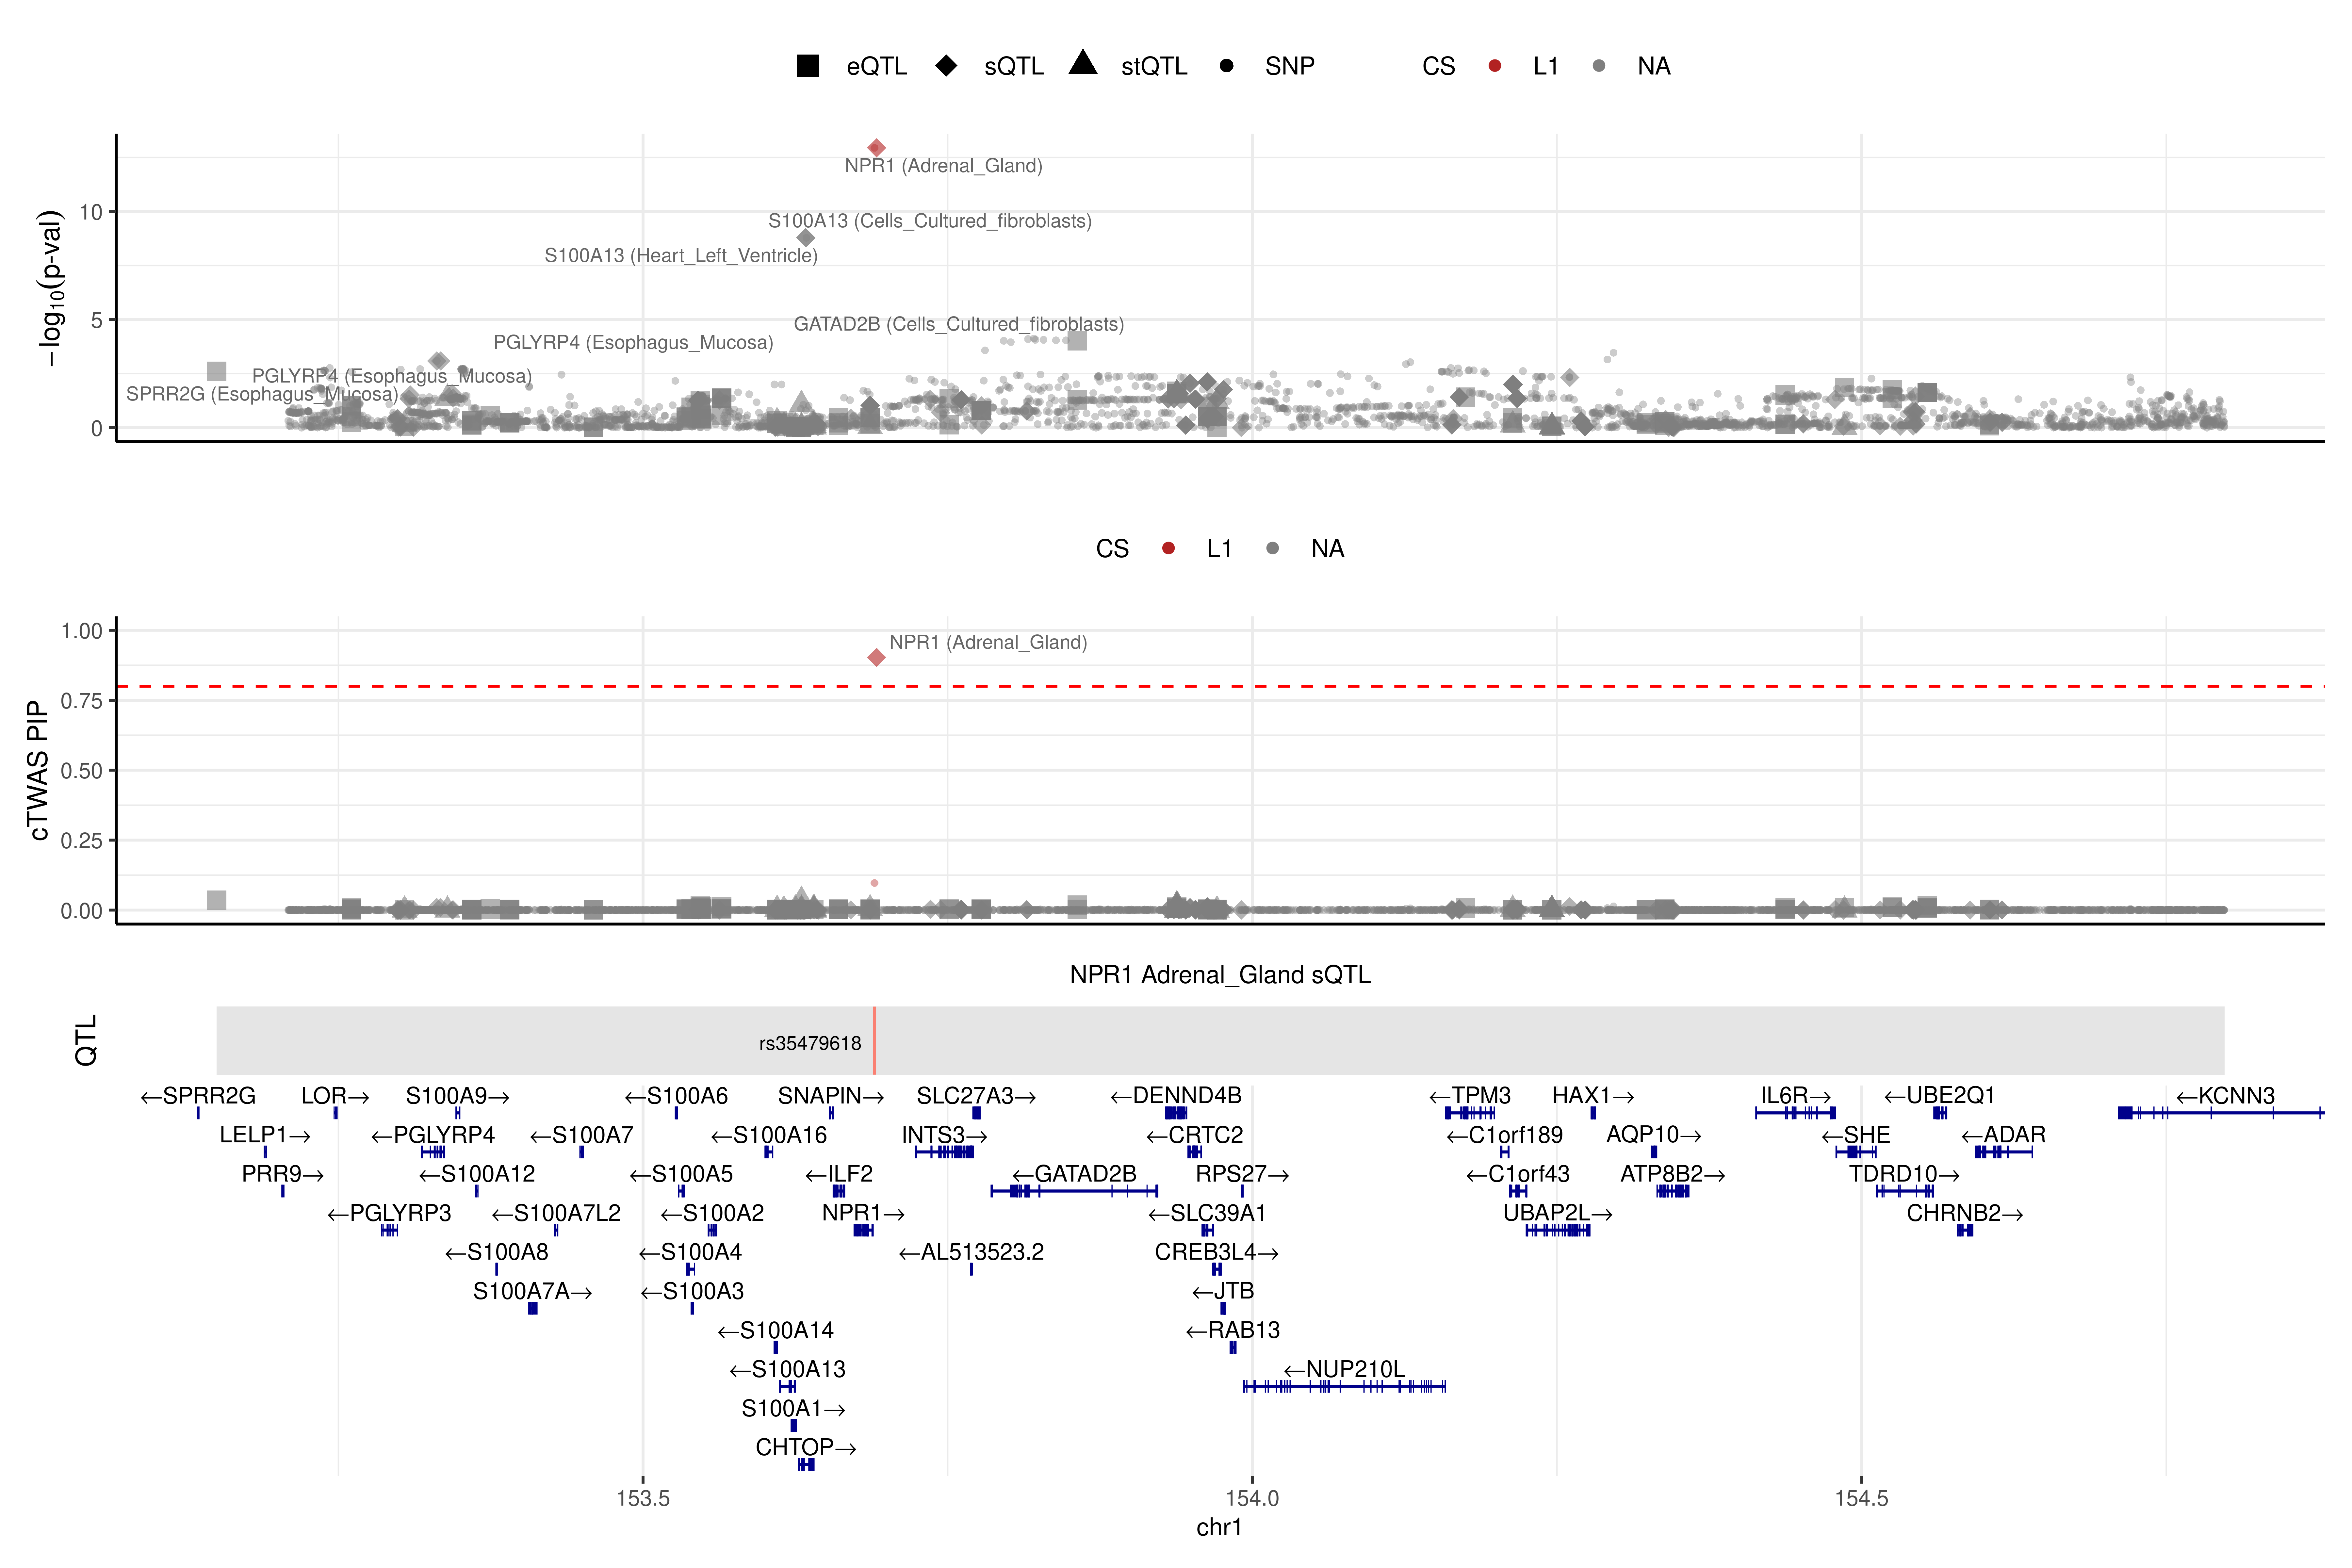 eQTL sQTL stQTL SNP CS L1 NA
−log10(p-val)
10
5
0
NPR1 (Adrenal_Gland)
S100A13 (Cells_Cultured_fibroblasts)
S100A13 (Heart_Left_Ventricle)
GATAD2B (Cells_Cultured_fibroblasts)
PGLYRP4 (Esophagus_Mucosa)
PGLYRP4 (Esophagus_Mucosa)
SPRR2G (Esophagus_Mucosa)
CS L1 NA
cTWAS PIP
1.00
0.75
0.50
0.25
0.00
NPR1 (Adrenal_Gland)
NPR1 Adrenal_Gland sQTL
QTL
rs35479618
←SPRR2G LOR→ S100A9→ ←S100A6 SNAPIN→ SLC27A3→ ←DENND4B ←TPM3 HAX1→ IL6R→ ←UBE2Q1 ←KCNN3
LELP1→ ←PGLYRP4 ←S100A7 ←S100A16 INTS3→ ←CRTC2 ←C1orf189 AQP10→ ←SHE ←ADAR
PRR9→ ←S100A12 ←S100A5 ←ILF2 ←GATAD2B RPS27→ ←C1orf43 ATP8B2→ TDRD10→
←PGLYRP3 ←S100A7L2 ←S100A2 NPR1→ ←SLC39A1 UBAP2L→ CHRNB2→
←S100A8 ←S100A4 ←AL513523.2 CREB3L4→
S100A7A→ ←S100A3 ←JTB
←S100A14 ←RAB13
←S100A13 ←NUP210L
S100A1→
CHTOP→
153.5 154.0 154.5
chr1